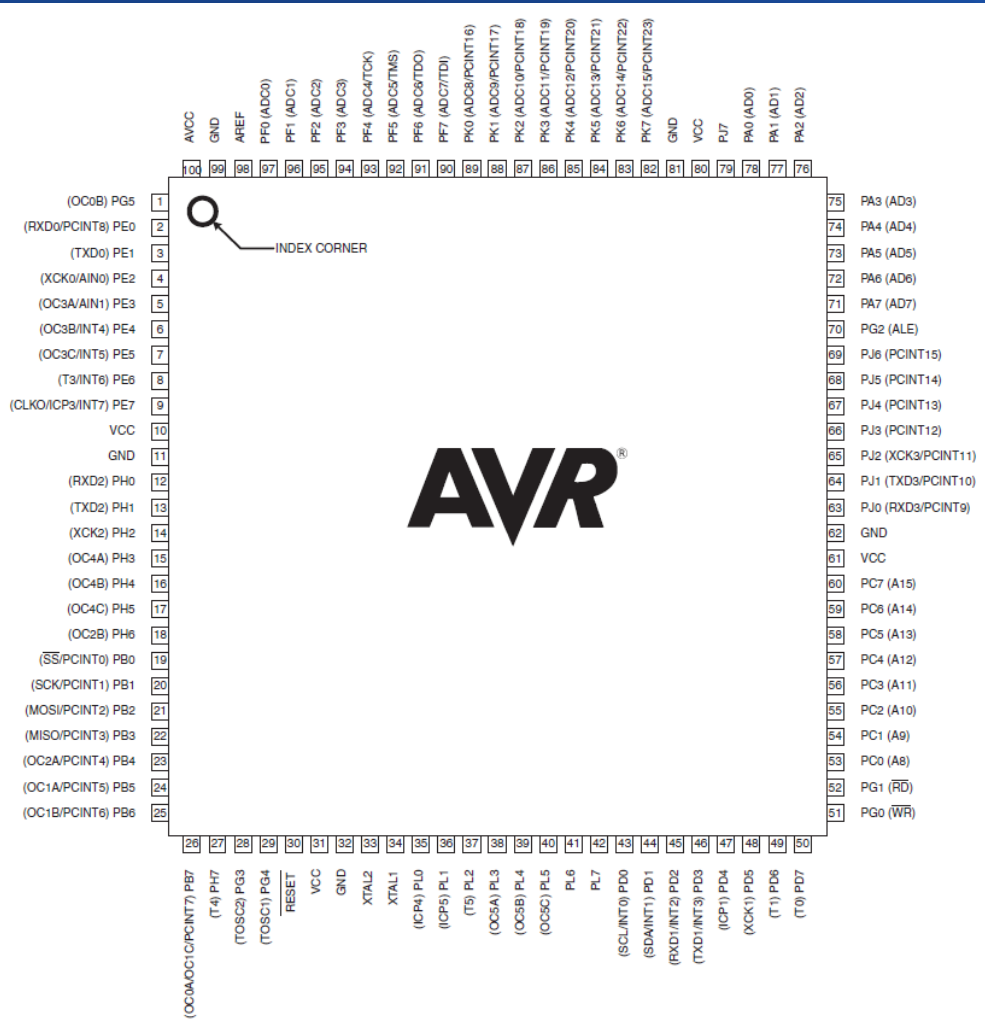 AVCC
GND
AREF
PF0 (ADC0)
PF1 (ADC1)
PF2 (ADC2)
PF3 (ADC3)
PF4 (ADC4/TCK)
PF5 (ADC5/TMS)
PF6 (ADC6/TDO)
PF7 (ADC7/TDI)
PK0 (ADC8/PCINT16)
PK1 (ADC9/PCINT17)
PK2 (ADC10/PCINT18)
PK3 (ADC11/PCINT19)
PK4 (ADC12/PCINT20)
PK5 (ADC13/PCINT21)
PK6 (ADC14/PCINT22)
PK7 (ADC15/PCINT23)
GND
VCC
PJ7
PA0 (AD0)
PA1 (AD1)
PA2 (AD2)
100 99 98 97 96 95 94 93 92 91 90 89 88 87 86 85 84 83 82 81 80 79 78 77 76
(OC0B) PG5 1
(RXD0/PCINT8) PE0 2
(TXD0) PE1 3
(XCK0/AIN0) PE2 4
(OC3A/AIN1) PE3 5
(OC3B/INT4) PE4 6
(OC3C/INT5) PE5 7
(T3/INT6) PE6 8
(CLKO/ICP3/INT7) PE7 9
VCC 10
GND 11
(RXD2) PH0 12
(TXD2) PH1 13
(XCK2) PH2 14
(OC4A) PH3 15
(OC4B) PH4 16
(OC4C) PH5 17
(OC2B) PH6 18
(SS/PCINT0) PB0 19
(SCK/PCINT1) PB1 20
(MOSI/PCINT2) PB2 21
(MISO/PCINT3) PB3 22
(OC2A/PCINT4) PB4 23
(OC1A/PCINT5) PB5 24
(OC1B/PCINT6) PB6 25
INDEX CORNER
AVR®
75 PA3 (AD3)
74 PA4 (AD4)
73 PA5 (AD5)
72 PA6 (AD6)
71 PA7 (AD7)
70 PG2 (ALE)
69 PJ6 (PCINT15)
68 PJ5 (PCINT14)
67 PJ4 (PCINT13)
66 PJ3 (PCINT12)
65 PJ2 (XCK3/PCINT11)
64 PJ1 (TXD3/PCINT10)
63 PJ0 (RXD3/PCINT9)
62 GND
61 VCC
60 PC7 (A15)
59 PC6 (A14)
58 PC5 (A13)
57 PC4 (A12)
56 PC3 (A11)
55 PC2 (A10)
54 PC1 (A9)
53 PC0 (A8)
52 PG1 (RD)
51 PG0 (WR)
26 27 28 29 30 31 32 33 34 35 36 37 38 39 40 41 42 43 44 45 46 47 48 49 50
(OC0A/OC1C/PCINT7) PB7
(T4) PH7
(TOSC2) PG3
(TOSC1) PG4
RESET
VCC
GND
XTAL2
XTAL1
(ICP4) PL0
(ICP5) PL1
(T5) PL2
(OC5A) PL3
(OC5B) PL4
(OC5C) PL5
PL6
PL7
(SCL/INT0) PD0
(SDA/INT1) PD1
(RXD1/INT2) PD2
(TXD1/INT3) PD3
(ICP1) PD4
(XCK1) PD5
(T1) PD6
(T0) PD7